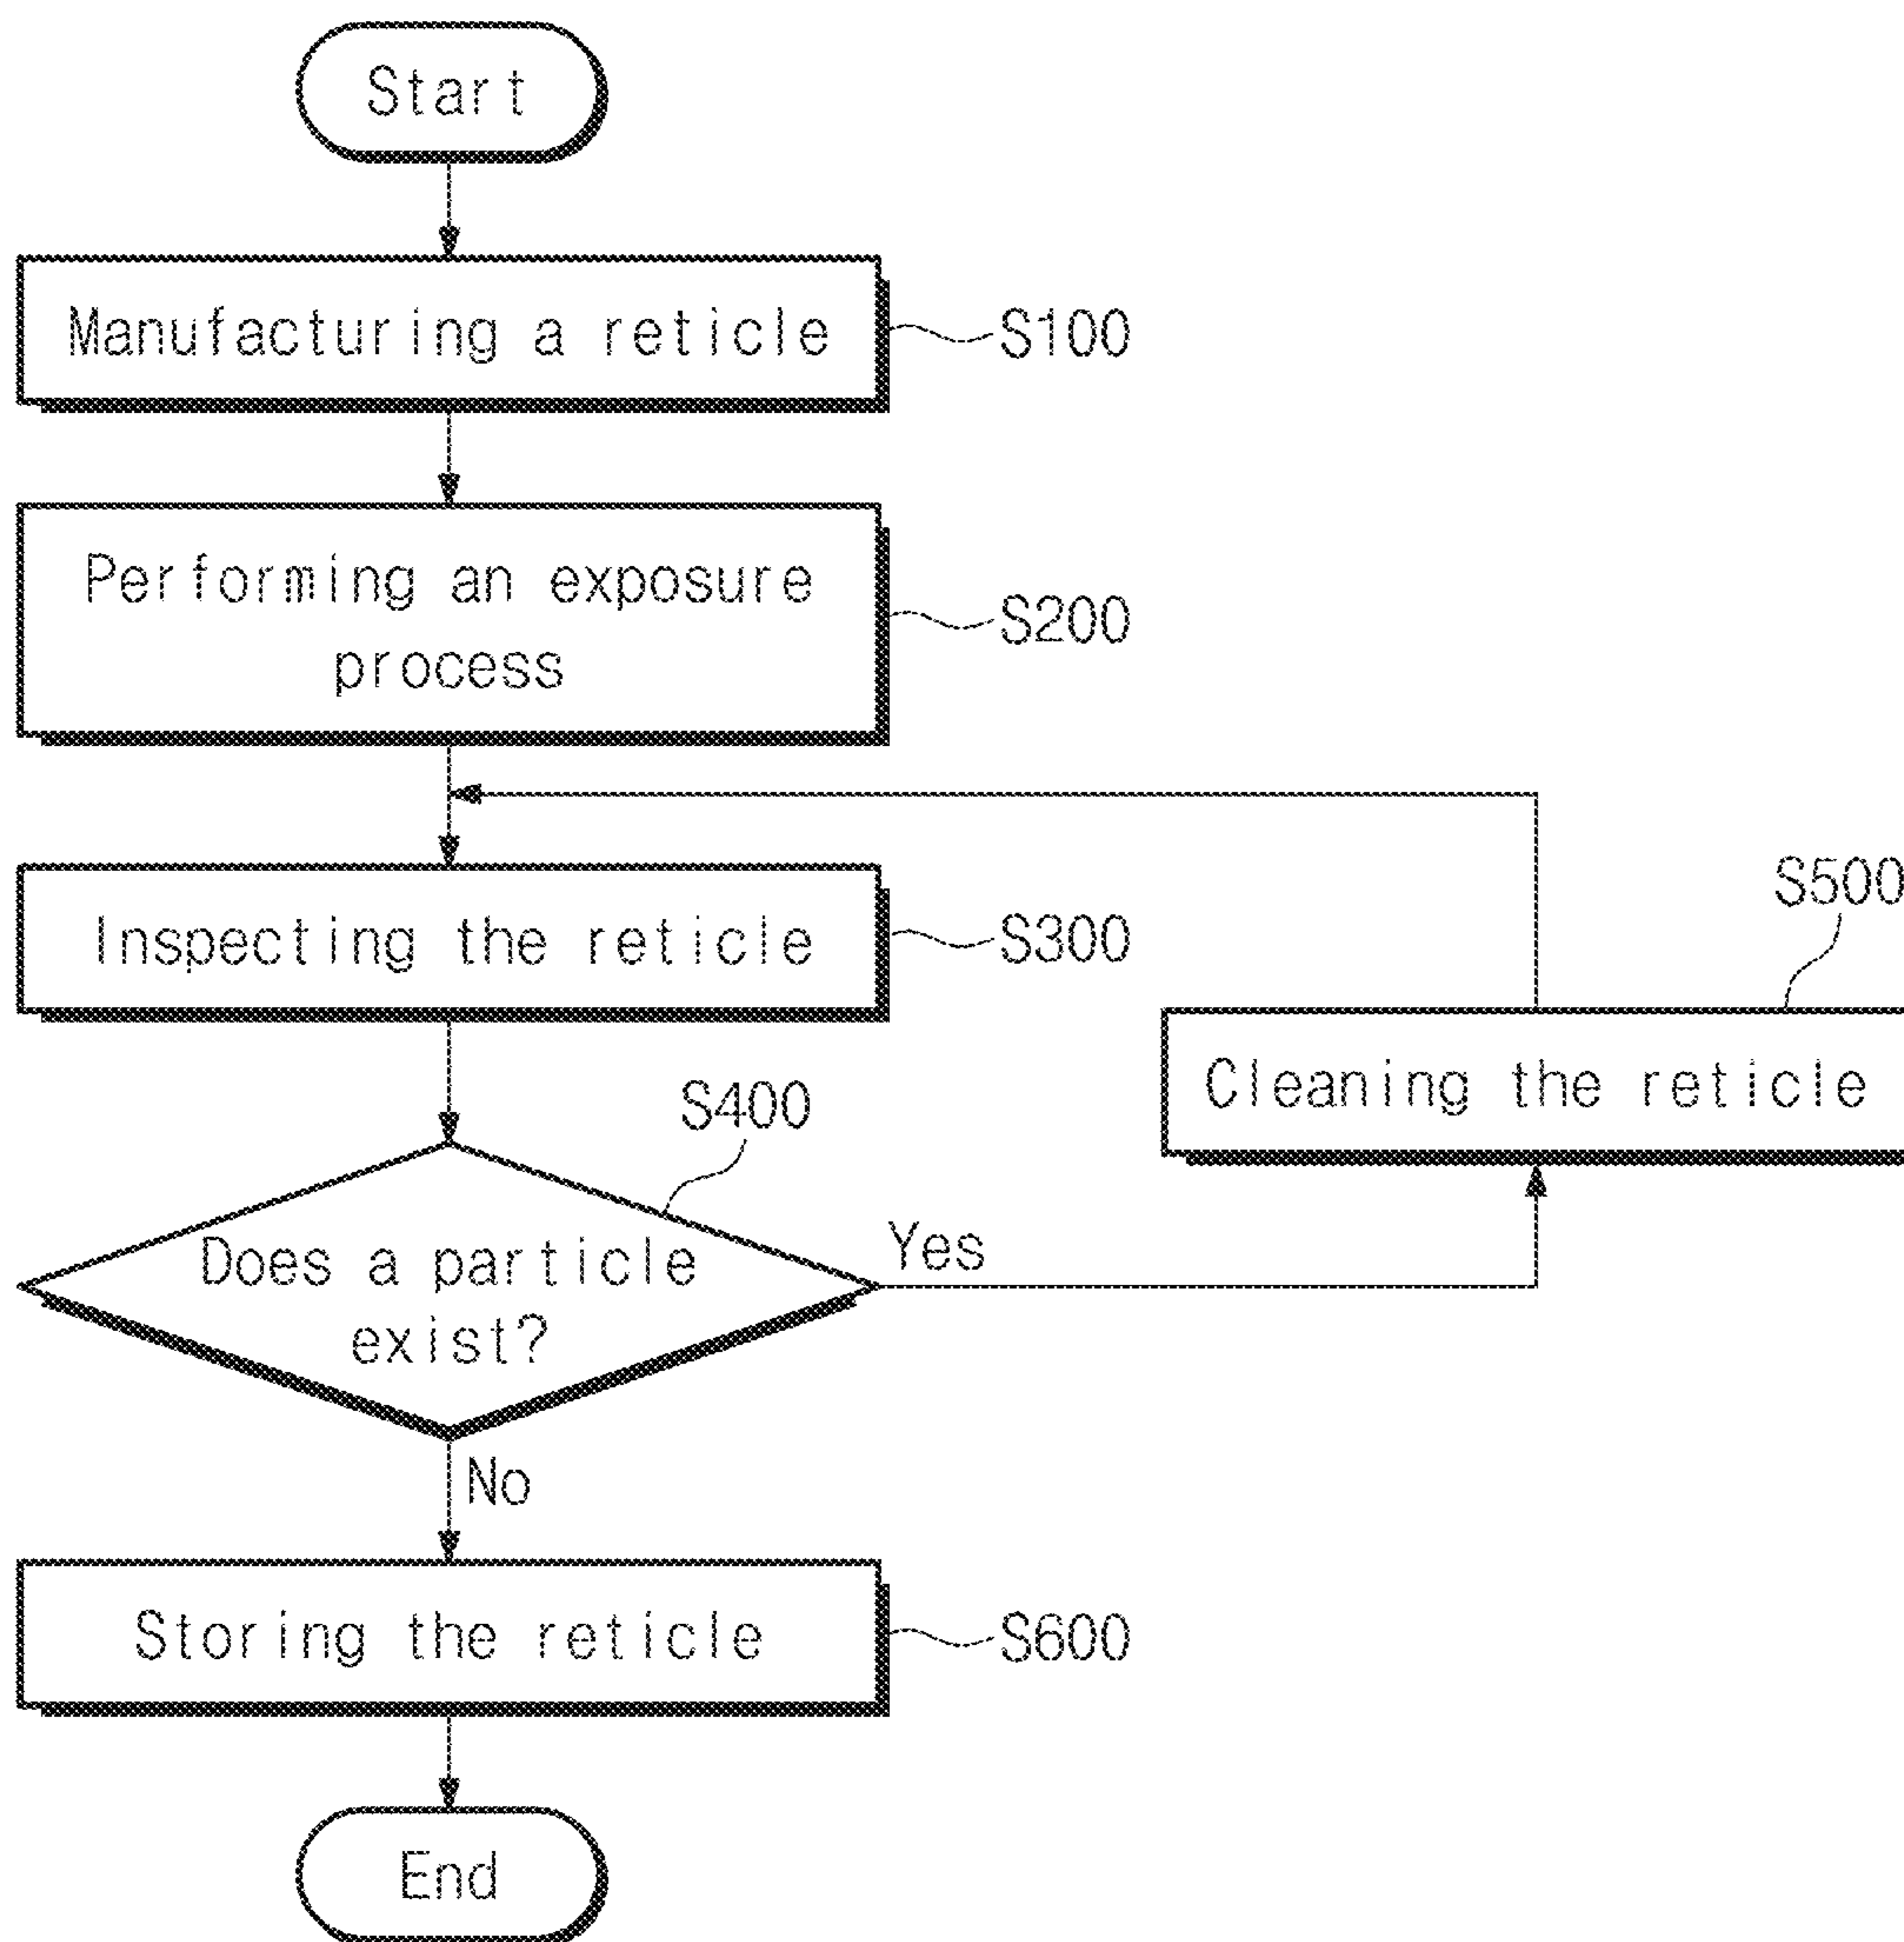 Start
Manufacturing a reticle
S100
Performing an exposure
process
S200
Inspecting the reticle
S300
S500
Cleaning the reticle
S400
Does a particle
exist?
Yes
No
Storing the reticle
S600
End